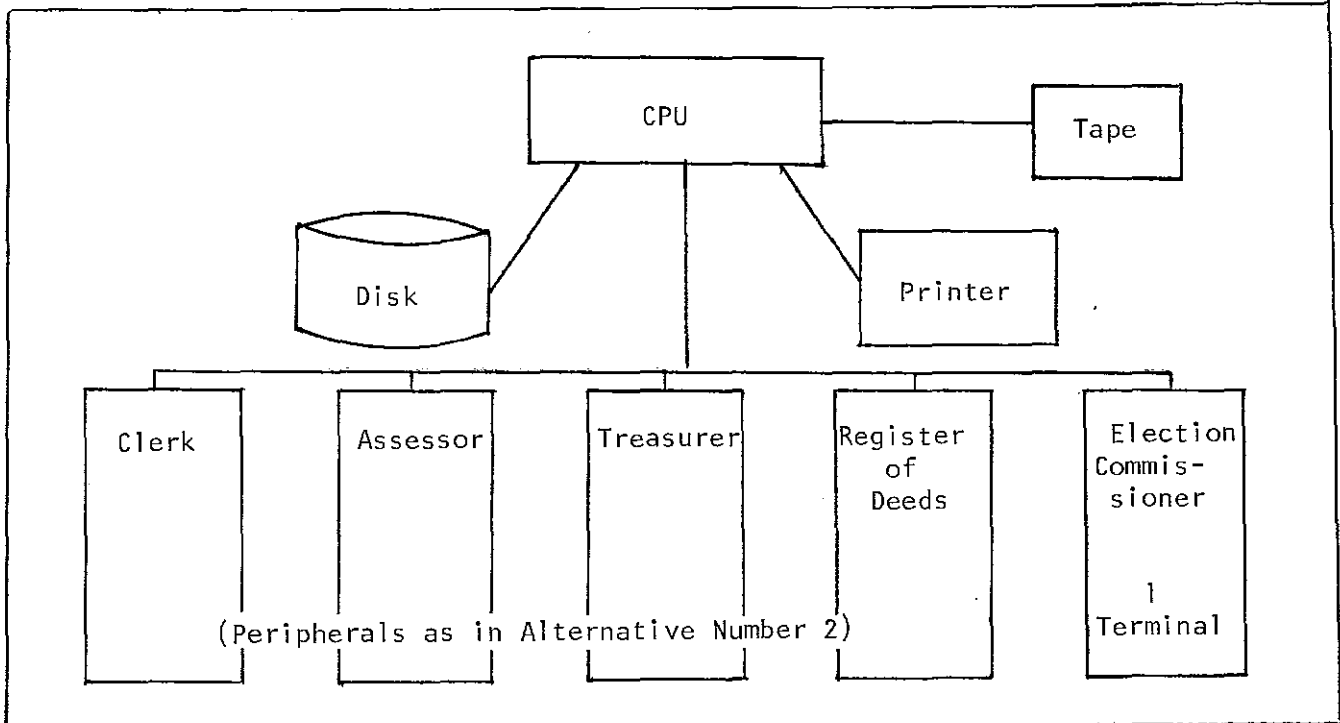 CPU
Tape
Disk
Printer
Clerk
Assessor
Treasurer
Register
of
Deeds
Election
Commis-
sioner
1
Terminal
(Peripherals as in Alternative Number 2)